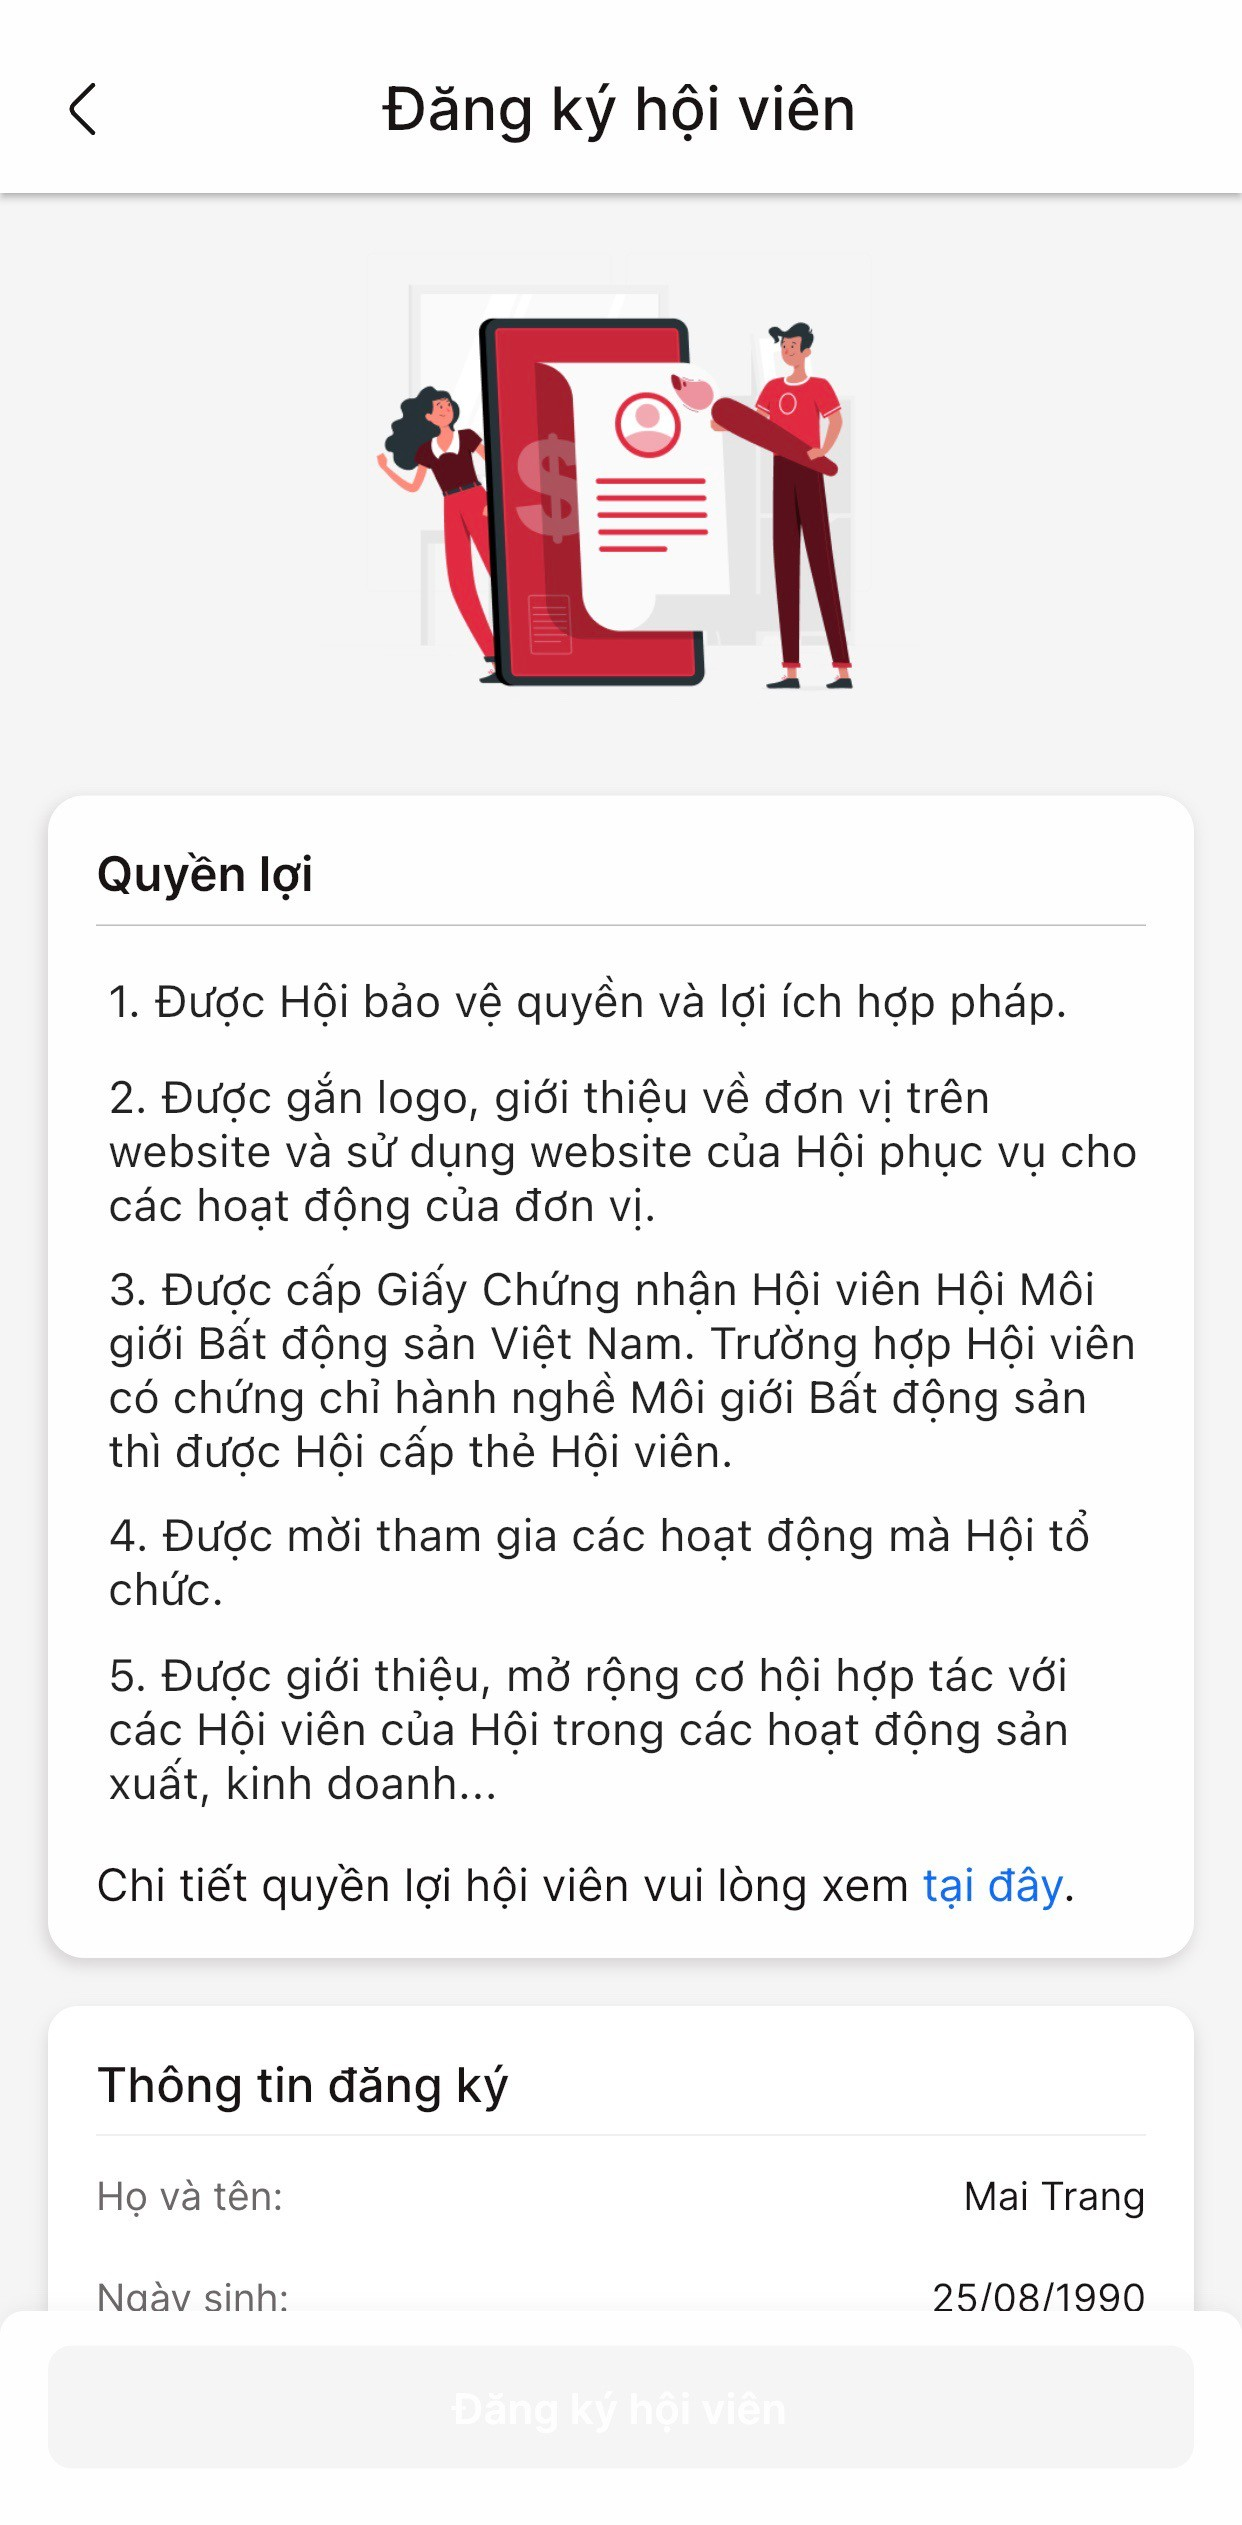 Đăng ký hội viên
Quyền lợi
1. Được Hội bảo vệ quyền và lợi ích hợp pháp.
2. Được gắn logo, giới thiệu về đơn vị trên
website và sử dụng website của Hội phục vụ cho
các hoạt động của đơn vị.
3. Được cấp Giấy Chứng nhận Hội viên Hội Môi
giới Bất động sản Việt Nam. Trường hợp Hội viên
có chứng chỉ hành nghề Môi giới Bất động sản
thì được Hội cấp thẻ Hội viên.
4. Được mời tham gia các hoạt động mà Hội tổ
chức.
5. Được giới thiệu, mở rộng cơ hội hợp tác với
các Hội viên của Hội trong các hoạt động sản
xuất, kinh doanh...
Chi tiết quyền lợi hội viên vui lòng xem tại đây.
Thông tin đăng ký
Họ và tên: Mai Trang
Ngày sinh: 25/08/1990
Đăng ký hội viên